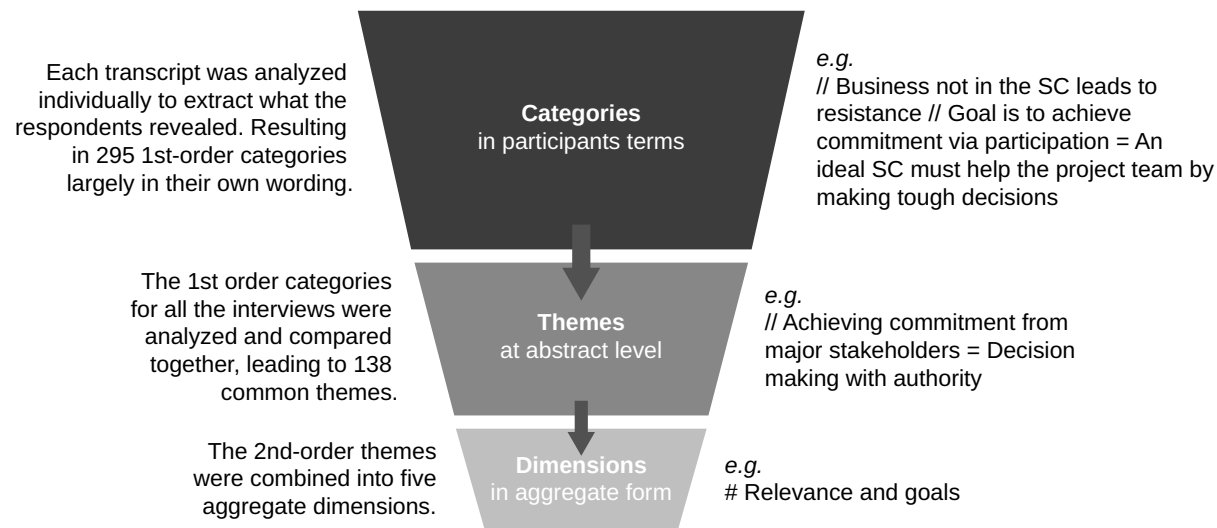 Each transcript was analyzed
individually to extract what the
respondents revealed. Resulting
in 295 1st-order categories
largely in their own wording.
Categories
in participants terms
e.g.
// Business not in the SC leads to
resistance // Goal is to achieve
commitment via participation = An
ideal SC must help the project team by
making tough decisions
The 1st order categories
for all the interviews were
analyzed and compared
together, leading to 138
common themes.
Themes
at abstract level
e.g.
// Achieving commitment from
major stakeholders = Decision
making with authority
The 2nd-order themes
were combined into five
aggregate dimensions.
Dimensions
in aggregate form
e.g.
# Relevance and goals